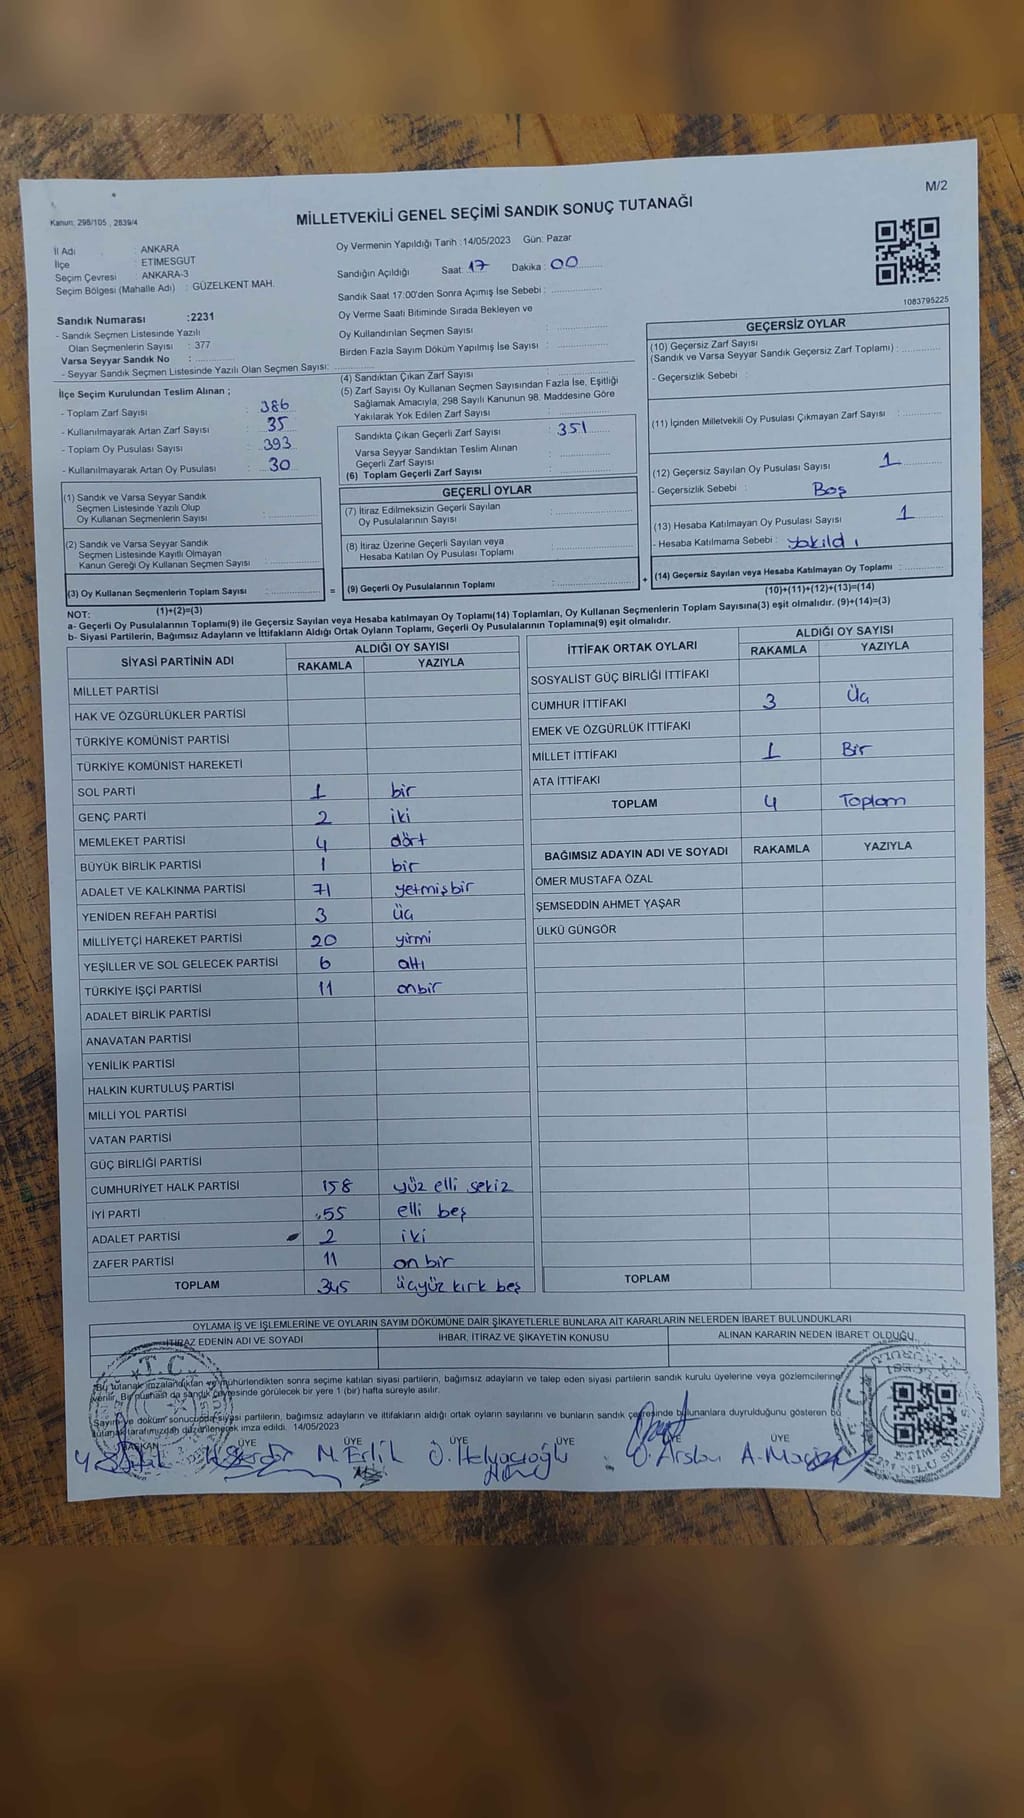 M/2
Kanun: 298/105 , 2839/4
MİLLETVEKİLİ GENEL SEÇİMİ SANDIK SONUÇ TUTANAĞI
İl Adı : ANKARA
İlçe : ETİMESGUT
Seçim Çevresi : ANKARA-3
Seçim Bölgesi (Mahalle Adı) : GÜZELKENT MAH.
Oy Vermenin Yapıldığı Tarih :14/05/2023 Gün: Pazar
Sandığın Açıldığı Saat: 17 Dakika : 00
Sandık Saat 17:00'den Sonra Açımış İse Sebebi :
Oy Verme Saati Bitiminde Sırada Bekleyen ve
Oy Kullandırılan Seçmen Sayısı :
Birden Fazla Sayım Döküm Yapılmış İse Sayısı :
1083795225
Sandık Numarası :2231
- Sandık Seçmen Listesinde Yazılı
Olan Seçmenlerin Sayısı : 377
Varsa Seyyar Sandık No :
- Seyyar Sandık Seçmen Listesinde Yazılı Olan Seçmen Sayısı:
İlçe Seçim Kurulundan Teslim Alınan ;
- Toplam Zarf Sayısı : 386
- Kullanılmayarak Artan Zarf Sayısı : 35
- Toplam Oy Pusulası Sayısı : 393
- Kullanılmayarak Artan Oy Pusulası : 30
(4) Sandıktan Çıkan Zarf Sayısı :
(5) Zarf Sayısı Oy Kullanan Seçmen Sayısından Fazla İse, Eşitliği
Sağlamak Amacıyla, 298 Sayılı Kanunun 98. Maddesine Göre
Yakılarak Yok Edilen Zarf Sayısı :
Sandıkta Çıkan Geçerli Zarf Sayısı : 351
Varsa Seyyar Sandıktan Teslim Alınan
Geçerli Zarf Sayısı :
(6) Toplam Geçerli Zarf Sayısı :
GEÇERSİZ OYLAR
(10) Geçersiz Zarf Sayısı
(Sandık ve Varsa Seyyar Sandık Geçersiz Zarf Toplamı) :
- Geçersizlik Sebebi :
(11) İçinden Milletvekili Oy Pusulası Çıkmayan Zarf Sayısı :
(12) Geçersiz Sayılan Oy Pusulası Sayısı : 1
- Geçersizlik Sebebi : Boş
(13) Hesaba Katılmayan Oy Pusulası Sayısı : 1
- Hesaba Katılmama Sebebi : yakıldı
(14) Geçersiz Sayılan veya Hesaba Katılmayan Oy Toplamı :
(10)+(11)+(12)+(13)=(14)
(1) Sandık ve Varsa Seyyar Sandık
Seçmen Listesinde Yazılı Olup
Oy Kullanan Seçmenlerin Sayısı :
(2) Sandık ve Varsa Seyyar Sandık
Seçmen Listesinde Kayıtlı Olmayan
Kanun Gereği Oy Kullanan Seçmen Sayısı :
(3) Oy Kullanan Seçmenlerin Toplam Sayısı :
(1)+(2)=(3)
=
GEÇERLİ OYLAR
(7) İtiraz Edilmeksizin Geçerli Sayılan
Oy Pusulalarının Sayısı :
(8) İtiraz Üzerine Geçerli Sayılan veya
Hesaba Katılan Oy Pusulası Toplamı :
(9) Geçerli Oy Pusulalarının Toplamı :
+
NOT:
a- Geçerli Oy Pusulalarının Toplamı(9) ile Geçersiz Sayılan veya Hesaba katılmayan Oy Toplamı(14) Toplamları, Oy Kullanan Seçmenlerin Toplam Sayısına(3) eşit olmalıdır. (9)+(14)=(3)
b- Siyasi Partilerin, Bağımsız Adayların ve İttifakların Aldığı Ortak Oyların Toplamı, Geçerli Oy Pusulalarının Toplamına(9) eşit olmalıdır.
SİYASİ PARTİNİN ADI ALDIĞI OY SAYISI
RAKAMLA YAZIYLA
MİLLET PARTİSİ
HAK VE ÖZGÜRLÜKLER PARTİSİ
TÜRKİYE KOMÜNİST PARTİSİ
TÜRKİYE KOMÜNİST HAREKETİ
SOL PARTİ 1 bir
GENÇ PARTİ 2 iki
MEMLEKET PARTİSİ 4 dört
BÜYÜK BİRLİK PARTİSİ 1 bir
ADALET VE KALKINMA PARTİSİ 71 yetmişbir
YENİDEN REFAH PARTİSİ 3 üç
MİLLİYETÇİ HAREKET PARTİSİ 20 yirmi
YEŞİLLER VE SOL GELECEK PARTİSİ 6 altı
TÜRKİYE İŞÇİ PARTİSİ 11 onbir
ADALET BİRLİK PARTİSİ
ANAVATAN PARTİSİ
YENİLİK PARTİSİ
HALKIN KURTULUŞ PARTİSİ
MİLLİ YOL PARTİSİ
VATAN PARTİSİ
GÜÇ BİRLİĞİ PARTİSİ
CUMHURİYET HALK PARTİSİ 158 yüz elli sekiz
İYİ PARTİ 55 elli beş
ADALET PARTİSİ 2 iki
ZAFER PARTİSİ 11 on bir
TOPLAM 345 üçyüz kırk beş
İTTİFAK ORTAK OYLARI ALDIĞI OY SAYISI
RAKAMLA YAZIYLA
SOSYALİST GÜÇ BİRLİĞİ İTTİFAKI
CUMHUR İTTİFAKI 3 Üç
EMEK VE ÖZGÜRLÜK İTTİFAKI
MİLLET İTTİFAKI 1 Bir
ATA İTTİFAKI
TOPLAM 4 Toplam
BAĞIMSIZ ADAYIN ADI VE SOYADI RAKAMLA YAZIYLA
ÖMER MUSTAFA ÖZAL
ŞEMSEDDİN AHMET YAŞAR
ÜLKÜ GÜNGÖR
TOPLAM
OYLAMA İŞ VE İŞLEMLERİNE VE OYLARIN SAYIM DÖKÜMÜNE DAİR ŞİKAYETLERLE BUNLARA AİT KARARLARIN NELERDEN İBARET BULUNDUKLARI
İTİRAZ EDENİN ADI VE SOYADI İHBAR, İTİRAZ VE ŞİKAYETİN KONUSU ALINAN KARARIN NEDEN İBARET OLDUĞU
Bu tutanak imzalandıktan ve mühürlendikten sonra seçime katılan siyasi partilerin, bağımsız adayların ve talep eden siyasi partilerin sandık kurulu üyelerine veya gözlemcilerine
verilir. Bir nushası da sandık çevresinde görülecek bir yere 1 (bir) hafta süreyle asılır.
Sayım ve döküm sonucunda siyasi partilerin, bağımsız adayların ve ittifakların aldığı ortak oyların sayılarını ve bunların sandık çevresinde bulunanlara duyrulduğunu gösteren bu
tutanak tarafımızdan düzenlenerek imza edildi. 14/05/2023
BAŞKAN ÜYE ÜYE ÜYE ÜYE ÜYE ÜYE
M. Erlik Ö. Arslan
T.C.